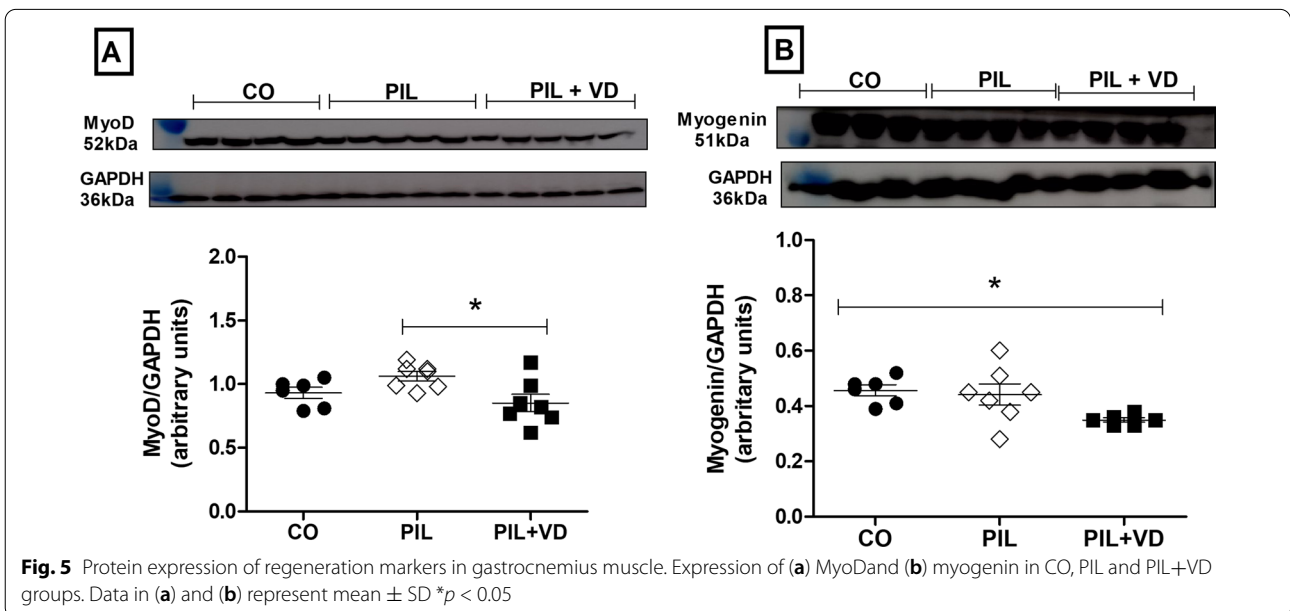 A
CO PIL PIL + VD
MyoD
52kDa
GAPDH
36kDa
2.0
1.5
1.0
0.5
0.0
MyoD/GAPDH
(arbitrary units)
*
CO PIL PIL+VD
B
CO PIL PIL + VD
Myogenin
51kDa
GAPDH
36kDa
1.0
0.8
0.6
0.4
0.2
0.0
Myogenin/GAPDH
(arbritary units)
*
CO PIL PIL+VD
Fig. 5 Protein expression of regeneration markers in gastrocnemius muscle. Expression of (a) MyoDand (b) myogenin in CO, PIL and PIL+VD
groups. Data in (a) and (b) represent mean ± SD *p < 0.05